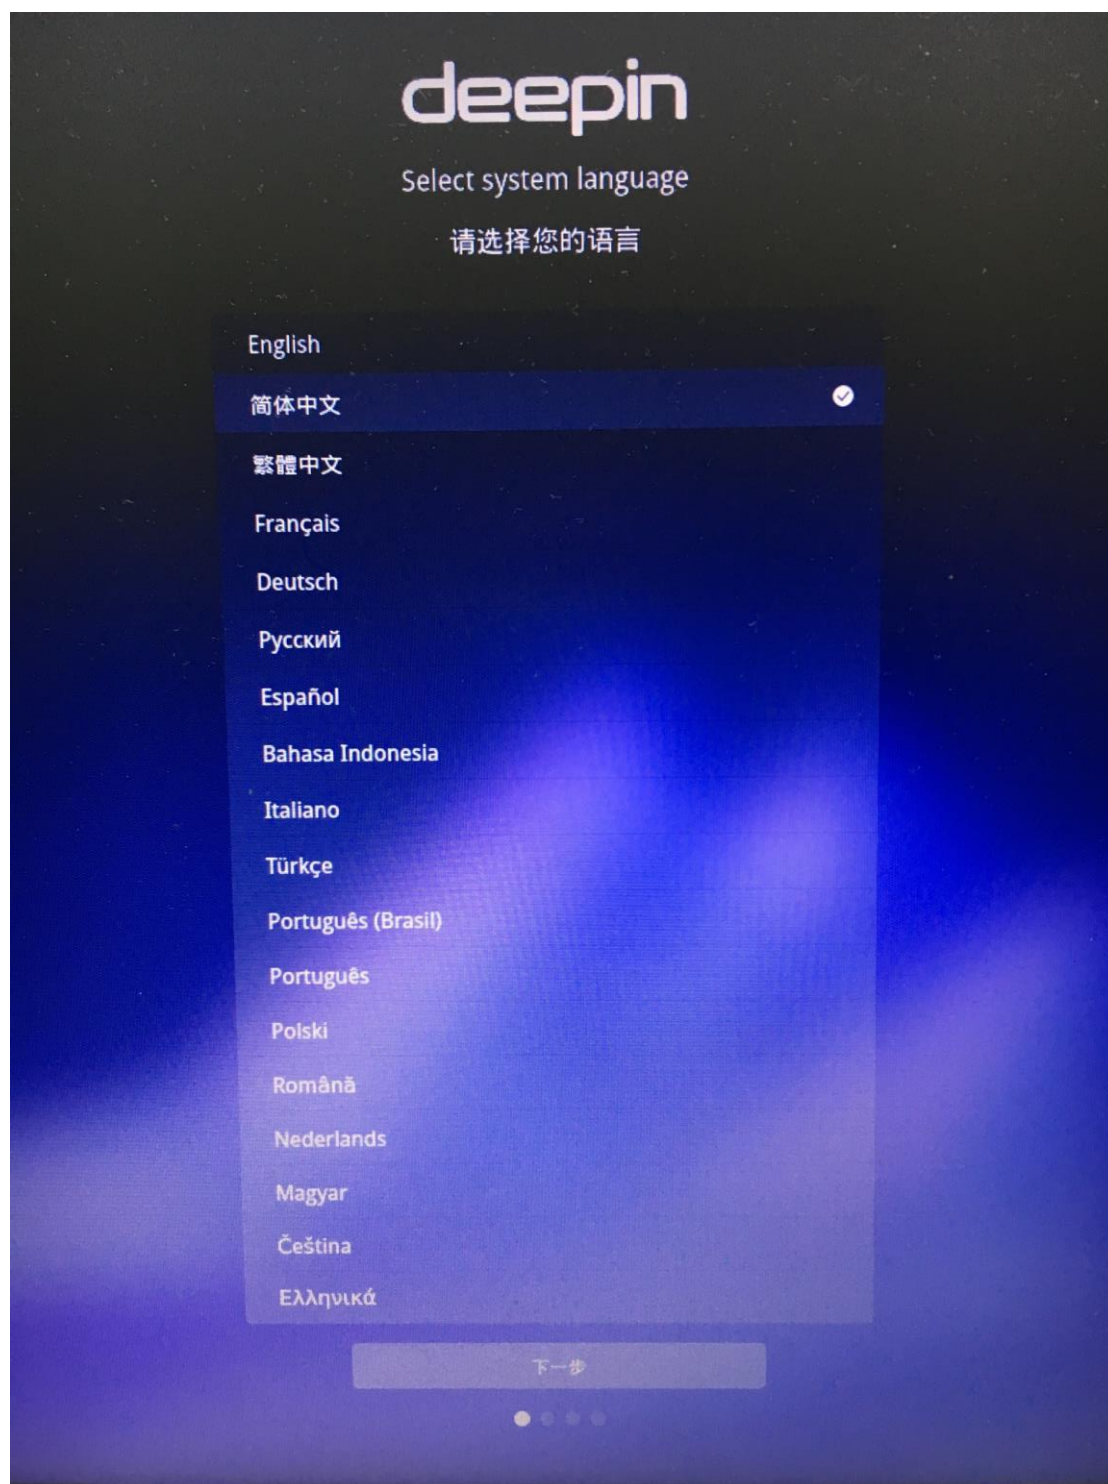 deepin
Select system language
请选择您的语言
English
简体中文
繁體中文
Français
Deutsch
Русский
Español
Bahasa Indonesia
Italiano
Türkçe
Português (Brasil)
Português
Polski
Română
Nederlands
Magyar
Čeština
Ελληνικά
下一步